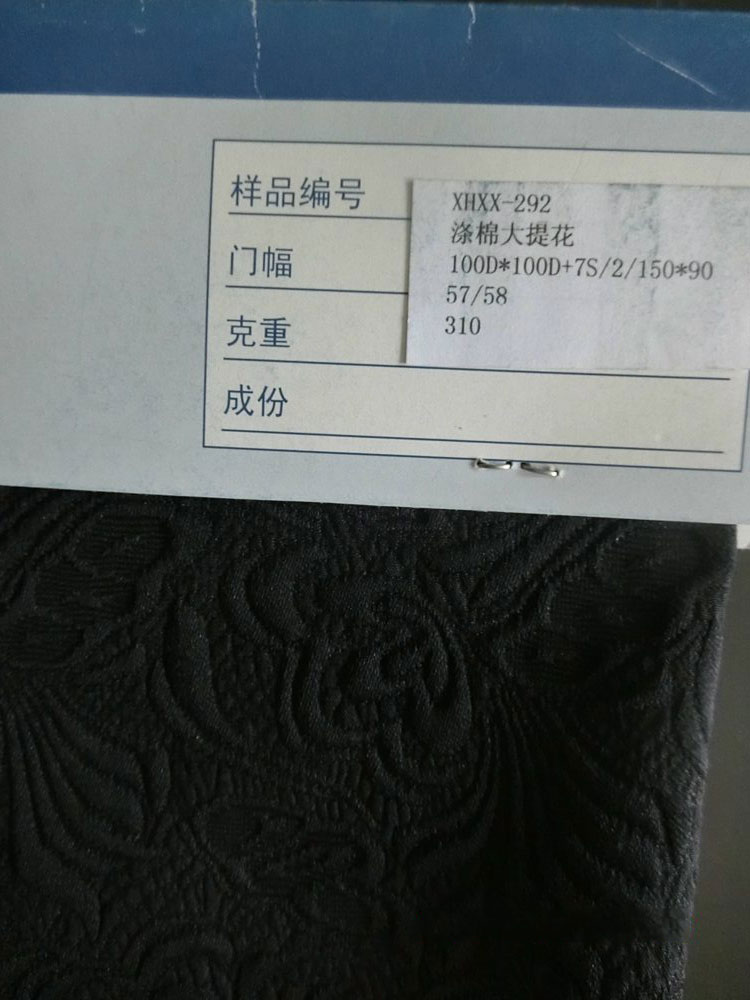 样品编号
XHXX-292
涤棉大提花
门幅
100D*100D+7S/2/150*90
57/58
克重
310
成份